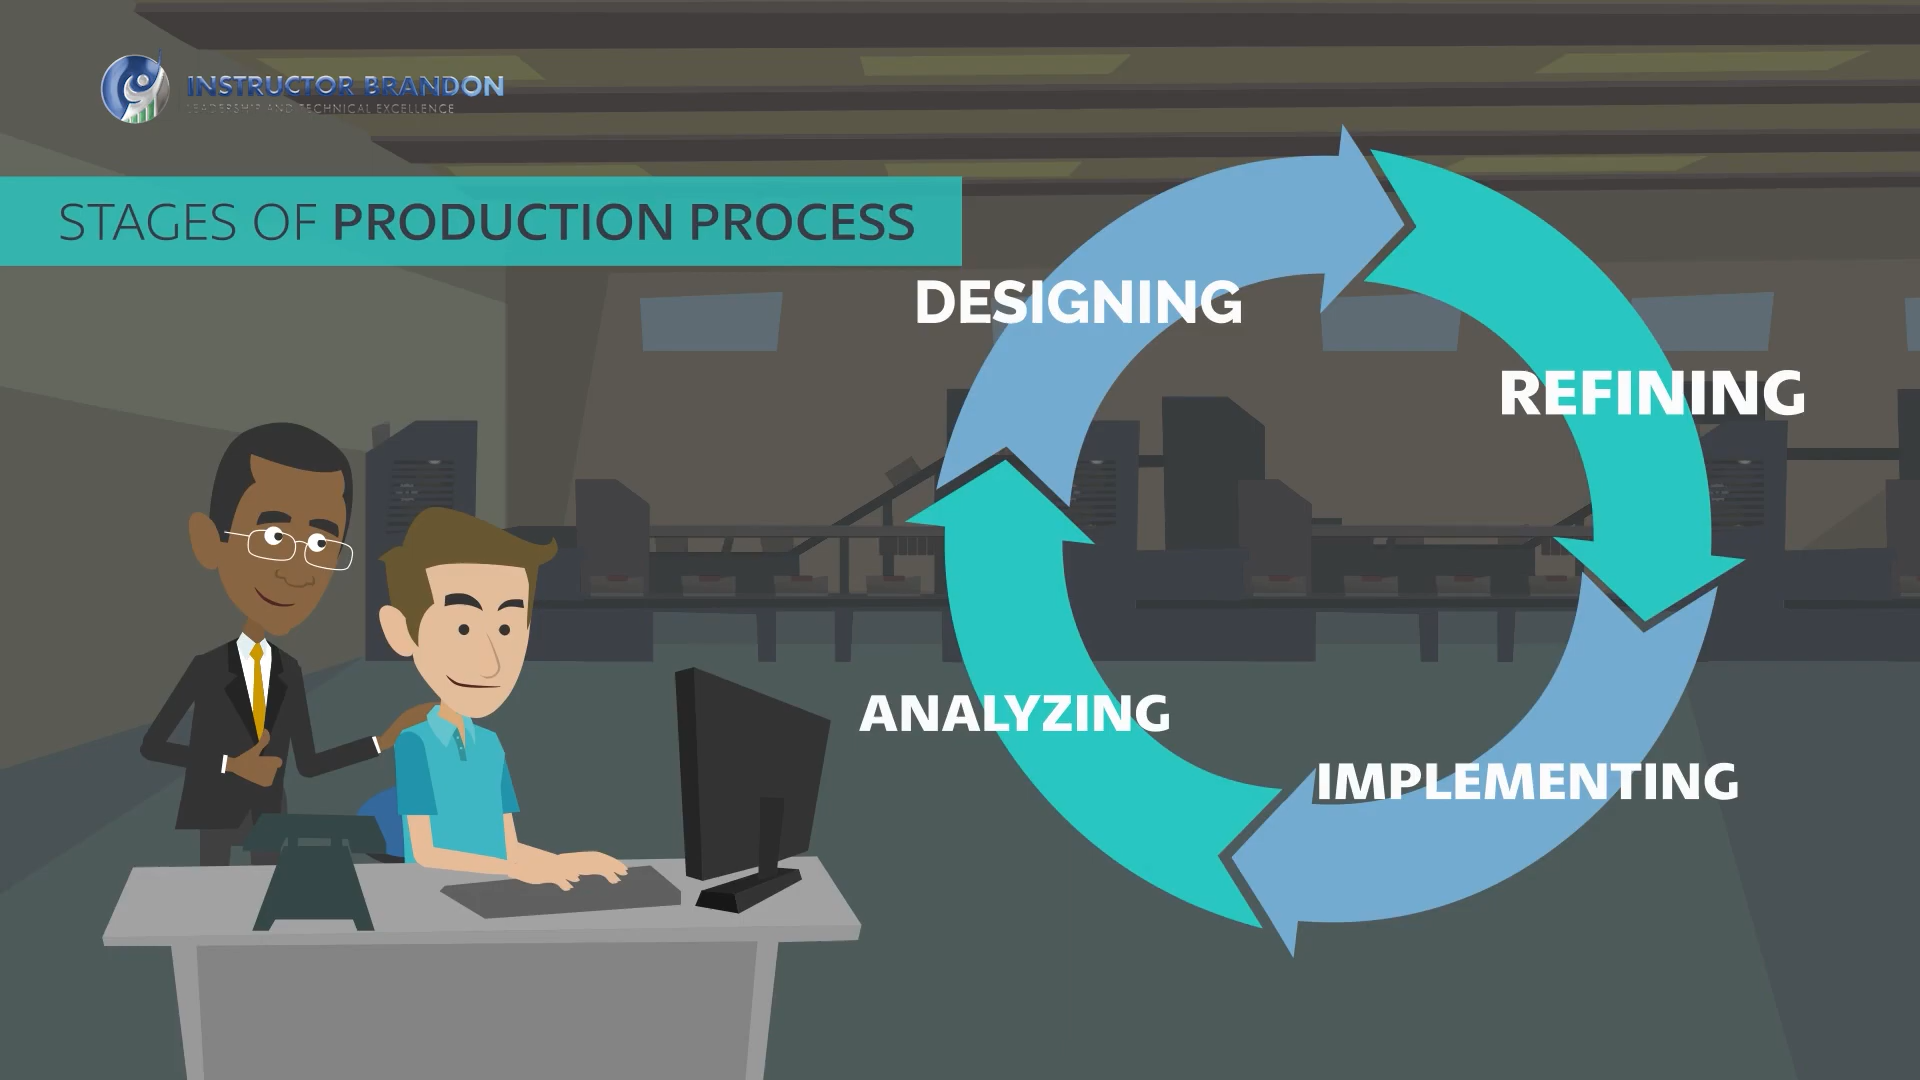 INSTRUCTOR BRANDON
LEADERSHIP AND TECHNICAL EXCELLENCE
STAGES OF PRODUCTION PROCESS
DESIGNING
REFINING
ANALYZING
IMPLEMENTING